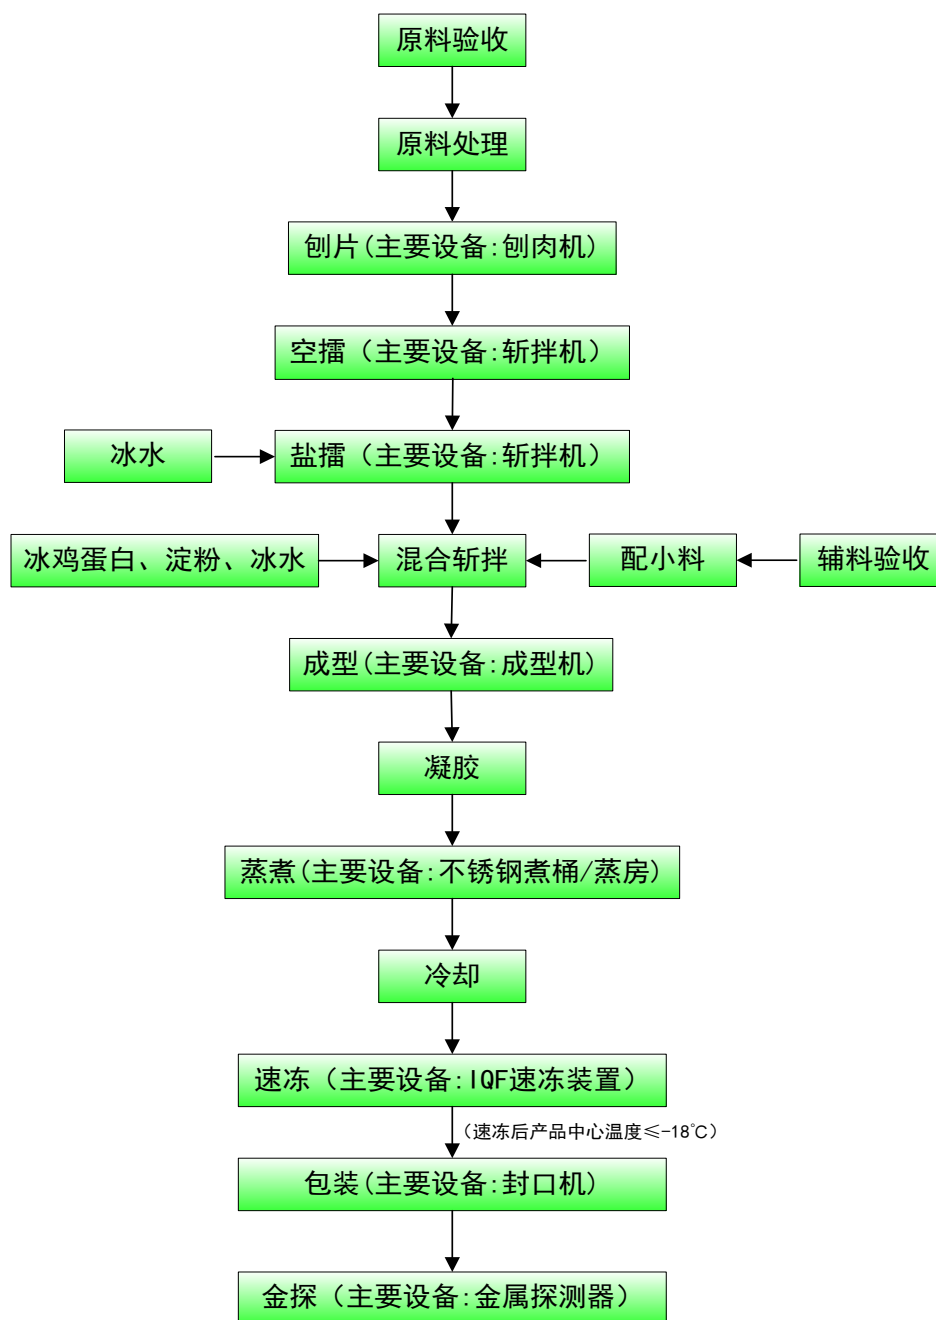 原料验收
原料处理
刨片(主要设备:刨肉机)
空擂（主要设备:斩拌机）
冰水
盐擂（主要设备:斩拌机）
冰鸡蛋白、淀粉、冰水
混合斩拌
配小料
辅料验收
成型(主要设备:成型机)
凝胶
蒸煮(主要设备:不锈钢煮桶/蒸房)
冷却
速冻（主要设备:IQF速冻装置）
（速冻后产品中心温度≤-18℃）
包装(主要设备:封口机)
金探（主要设备:金属探测器）